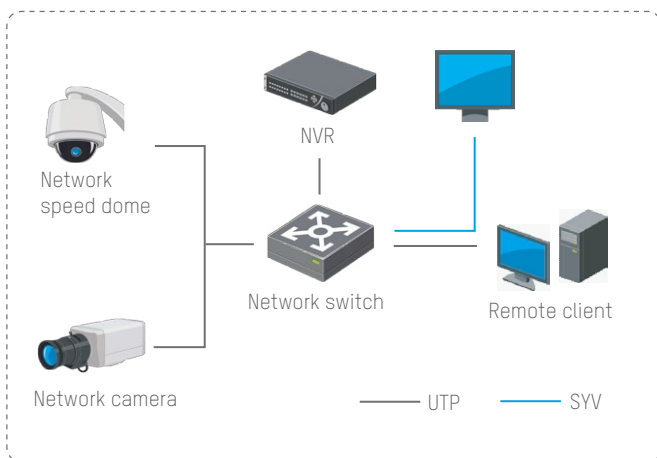 NVR
Network
speed dome
Network switch
Remote client
Network camera
UTP
SYV